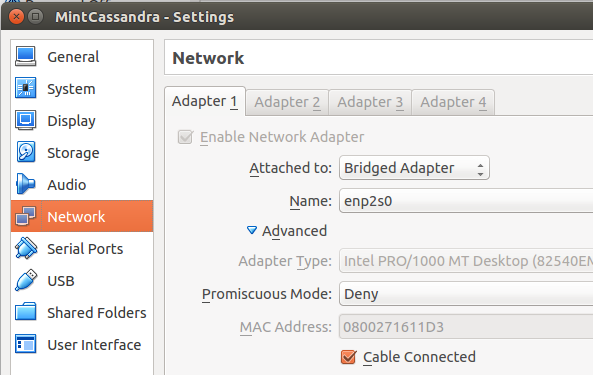 MintCassandra - Settings
General
System
Display
Storage
Audio
Network
Serial Ports
USB
Shared Folders
User Interface
Network
Adapter 1 Adapter 2 Adapter 3 Adapter 4
Enable Network Adapter
Attached to: Bridged Adapter
Name: enp2s0
Advanced
Adapter Type: Intel PRO/1000 MT Desktop (82540EM
Promiscuous Mode: Deny
MAC Address: 0800271611D3
Cable Connected